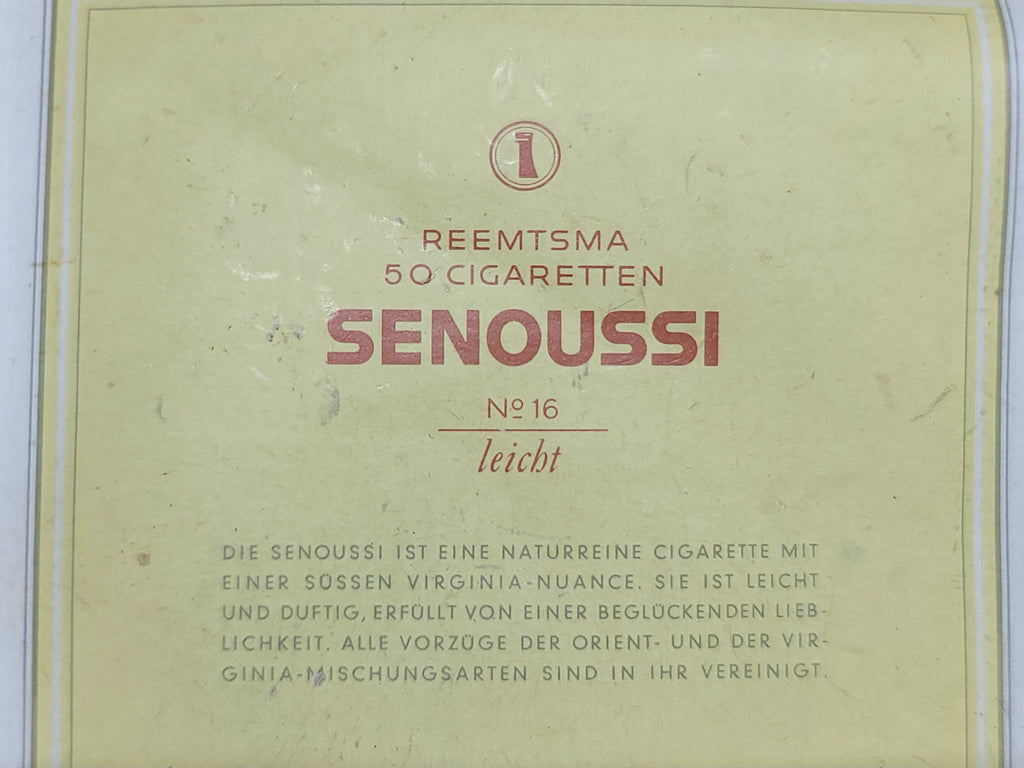 REEMTSMA
50 CIGARETTEN
SENOUSSI
Nº 16
leicht
DIE SENOUSSI IST EINE NATURREINE CIGARETTE MIT
EINER SÜSSEN VIRGINIA-NUANCE. SIE IST LEICHT
UND DUFTIG, ERFÜLLT VON EINER BEGLÜCKENDEN LIEB-
LICHKEIT. ALLE VORZÜGE DER ORIENT- UND DER VIR-
GINIA-MISCHUNGSARTEN SIND IN IHR VEREINIGT.